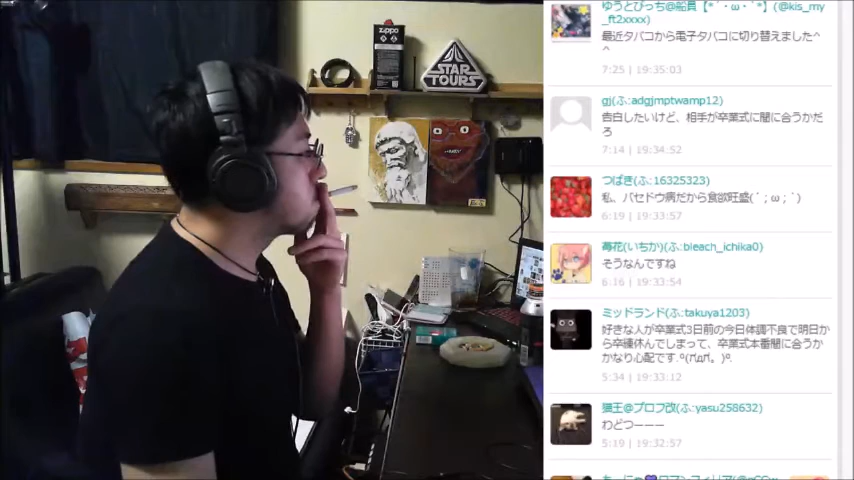 ZIPPO
STAR
TOURS
ゆうとぴっち@船員【*´・ω・`*】(@kis_my
_ft2xxxx)
最近タバコから電子タバコに切り替えました^
^
7:25 | 19:35:03
gj(ふ:adgjmptwamp12)
告白したいけど、相手が卒業式に間に合うかだ
ろ
7:14 | 19:34:52
つばき(ふ:16325323)
私、バセドウ病だから食欲旺盛(´；ω；`)
6:19 | 19:33:57
苺花(いちか)(ふ:bleach_ichika0)
そうなんですね
6:16 | 19:33:54
ミッドランド(ふ:takuya1203)
好きな人が卒業式3日前の今日体調不良で明日か
ら卒練休んでしまって、卒業式本番間に合うか
かなり心配です
5:34 | 19:33:12
猫王@プロフ改(ふ:yasu258632)
わどつーーー
5:19 | 19:32:57